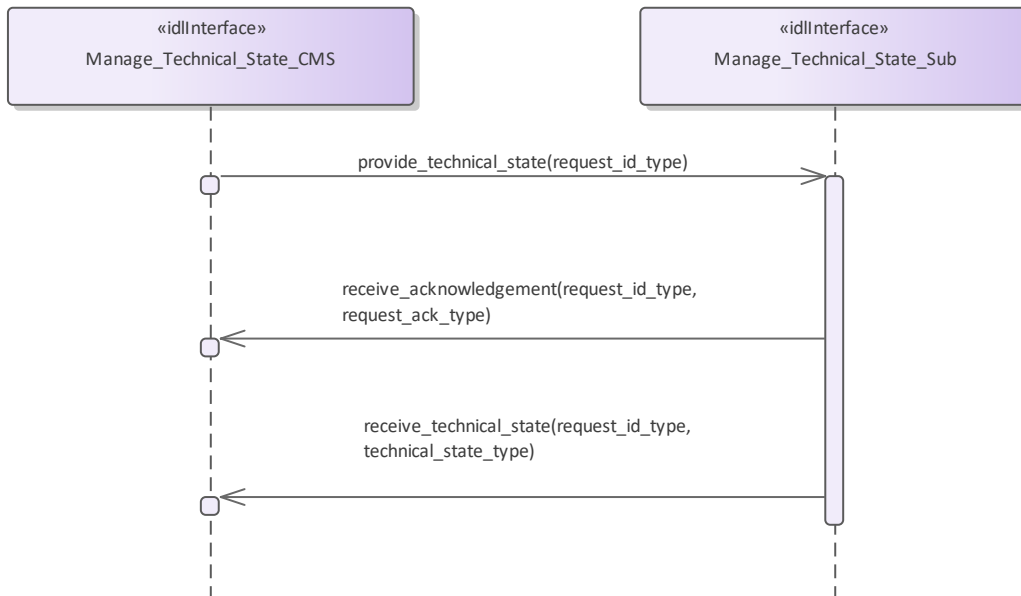 «idlInterface»
Manage_Technical_State_CMS
«idlInterface»
Manage_Technical_State_Sub
provide_technical_state(request_id_type)
receive_acknowledgement(request_id_type,
request_ack_type)
receive_technical_state(request_id_type,
technical_state_type)